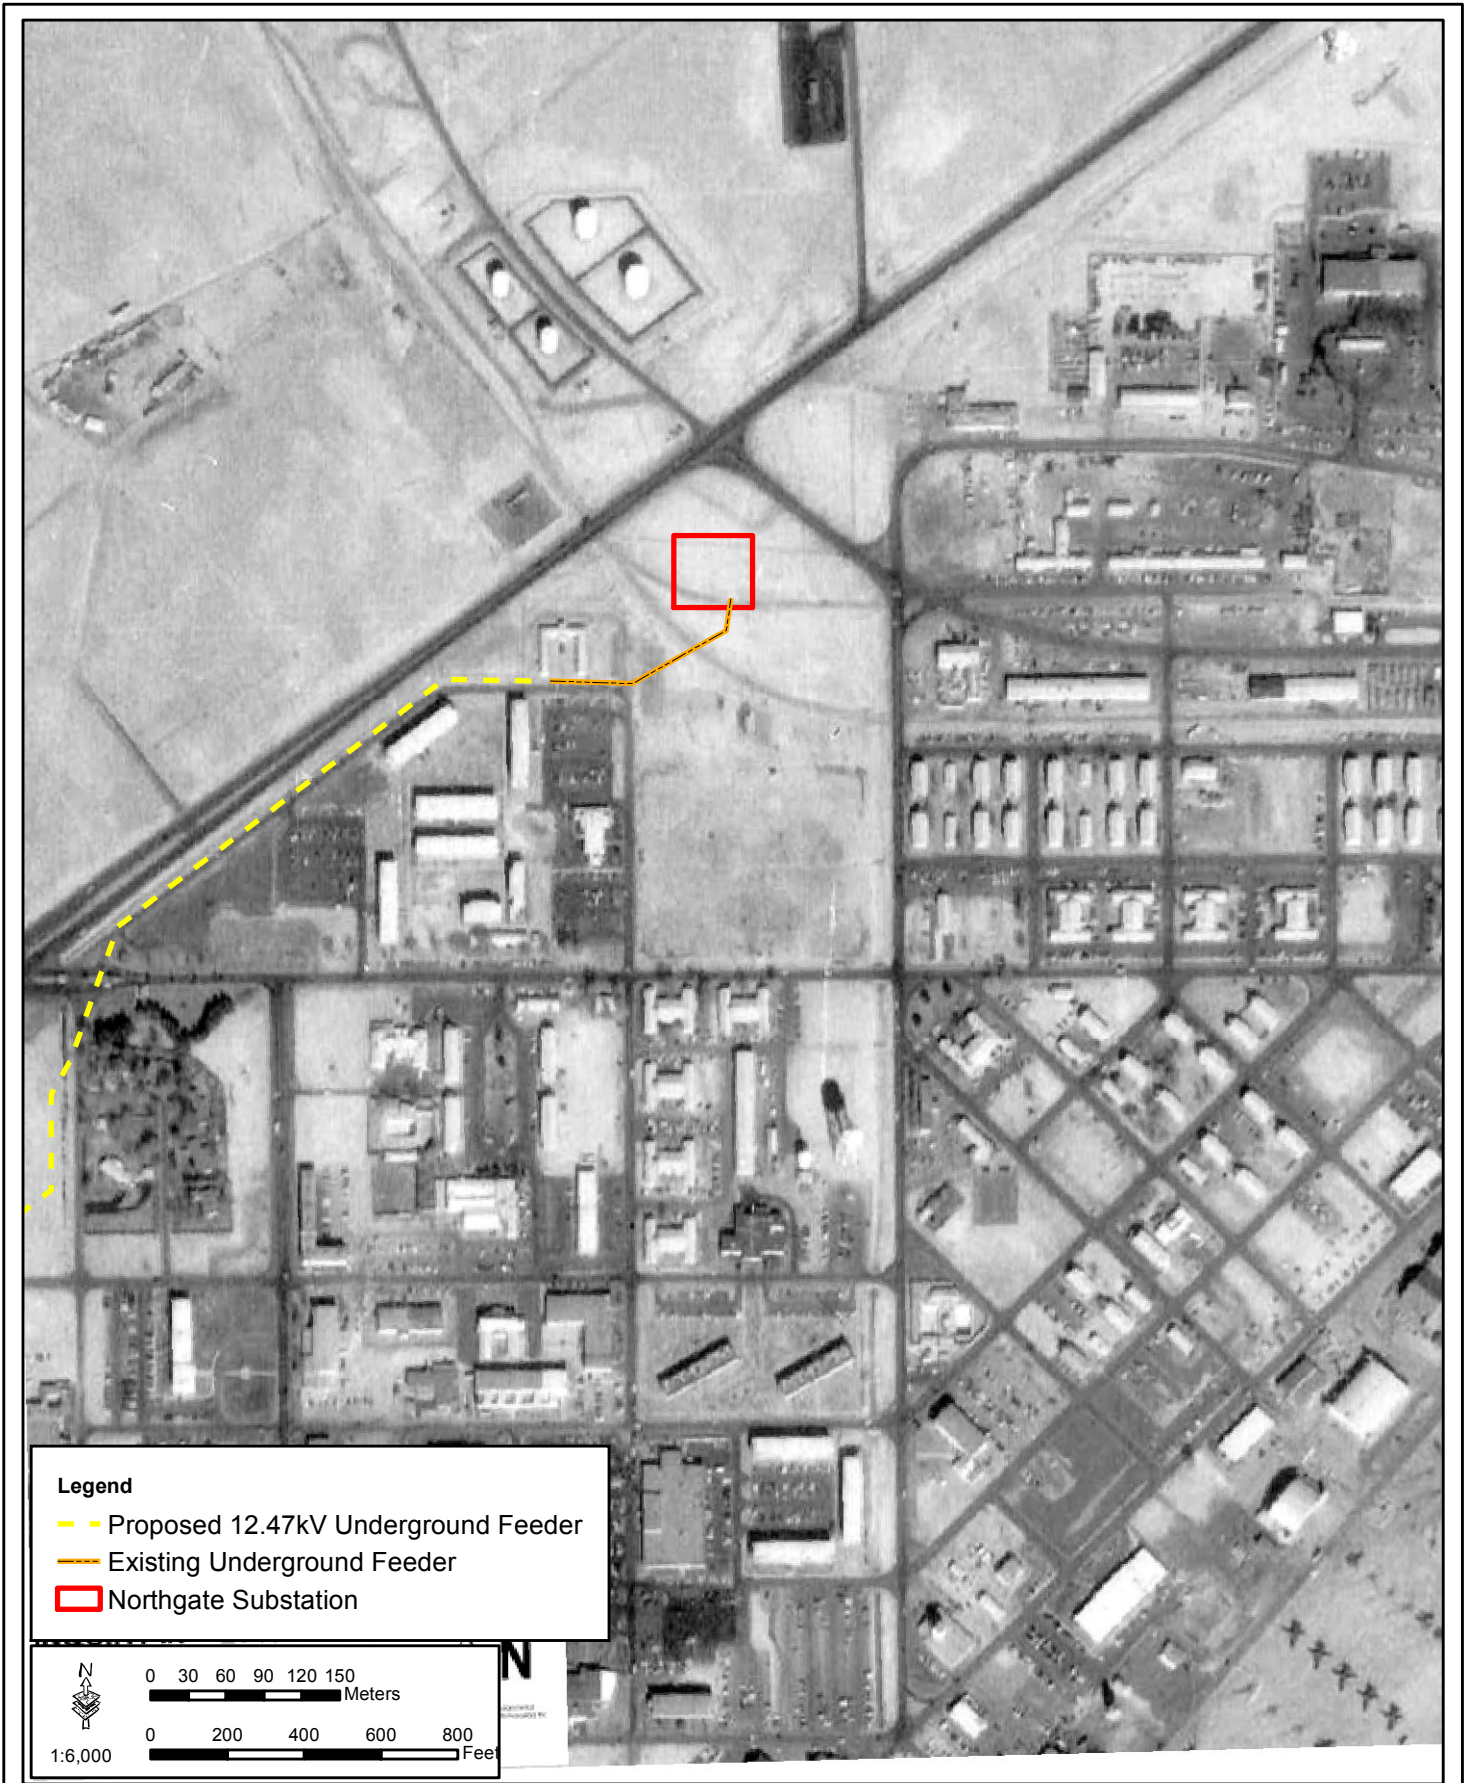 Legend
Proposed 12.47kV Underground Feeder
Existing Underground Feeder
Northgate Substation
N
N
0 30 60 90 120 150
Meters
0 200 400 600 800
Feet
1:6,000